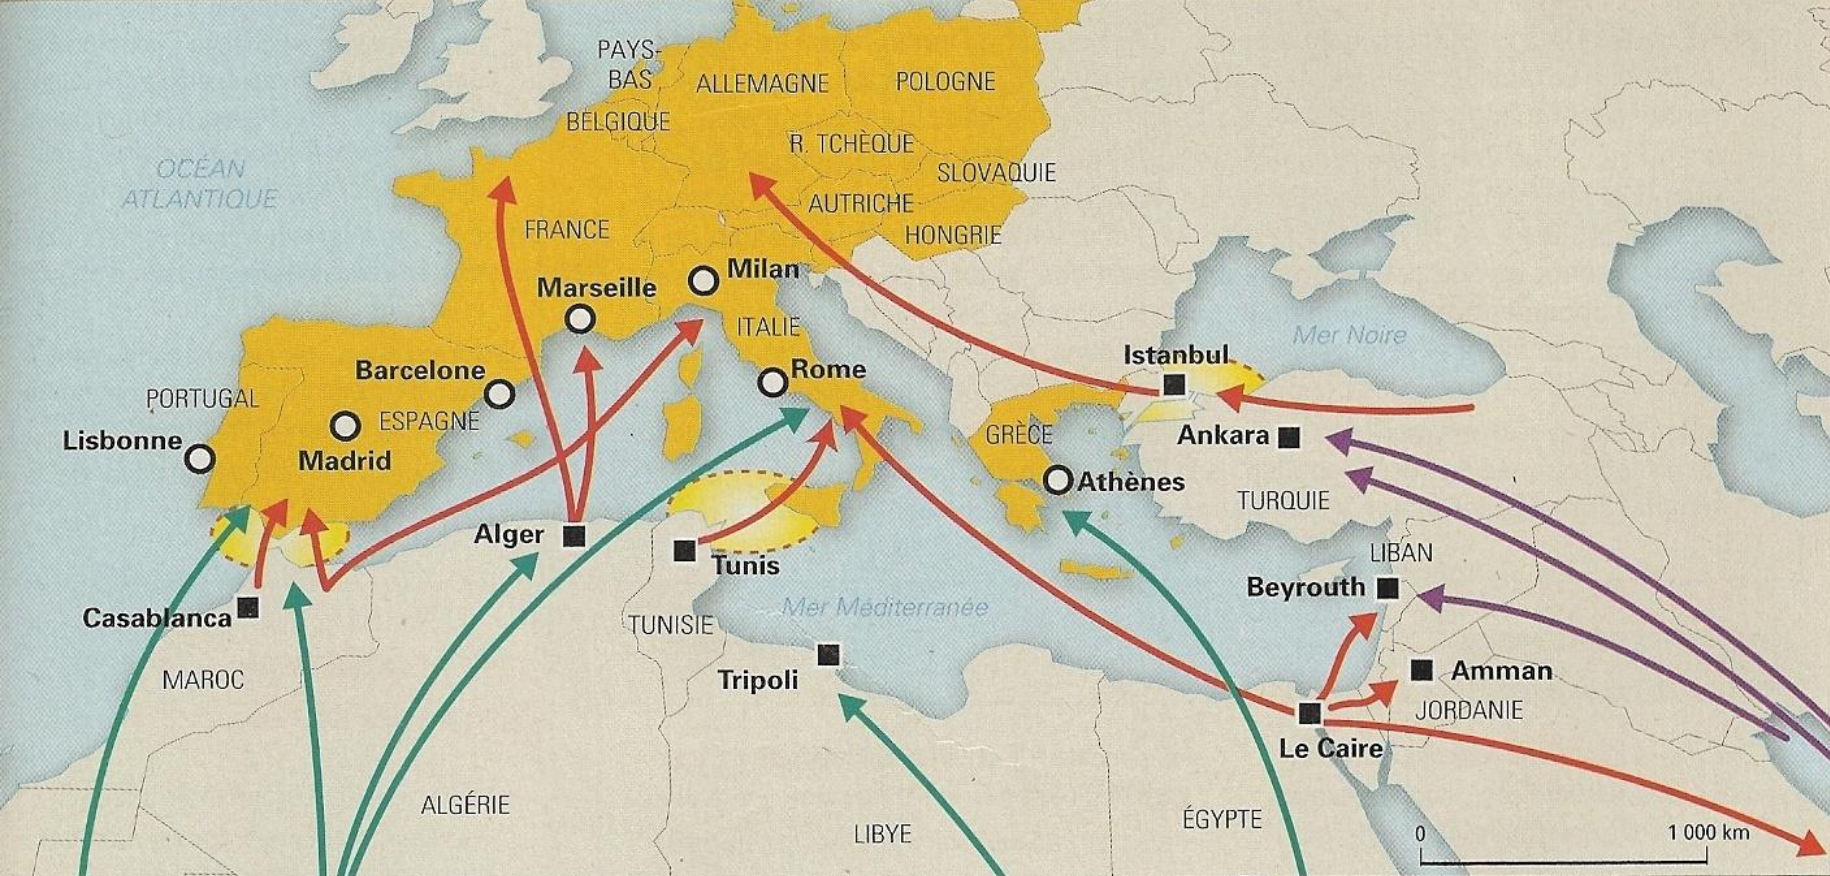 PAYS-
BAS
ALLEMAGNE
POLOGNE
BELGIQUE
R. TCHÈQUE
SLOVAQUIE
OCÉAN
ATLANTIQUE
AUTRICHE
FRANCE
HONGRIE
Milan
Marseille
ITALIE
Mer Noire
Istanbul
Barcelone
Rome
PORTUGAL
ESPAGNE
Lisbonne
Madrid
GRÈCE
Ankara
Athènes
TURQUIE
Alger
Tunis
LIBAN
Beyrouth
Casablanca
Mer Méditerranée
TUNISIE
MAROC
Tripoli
Amman
JORDANIE
Le Caire
ALGÉRIE
LIBYE
ÉGYPTE
0 1 000 km